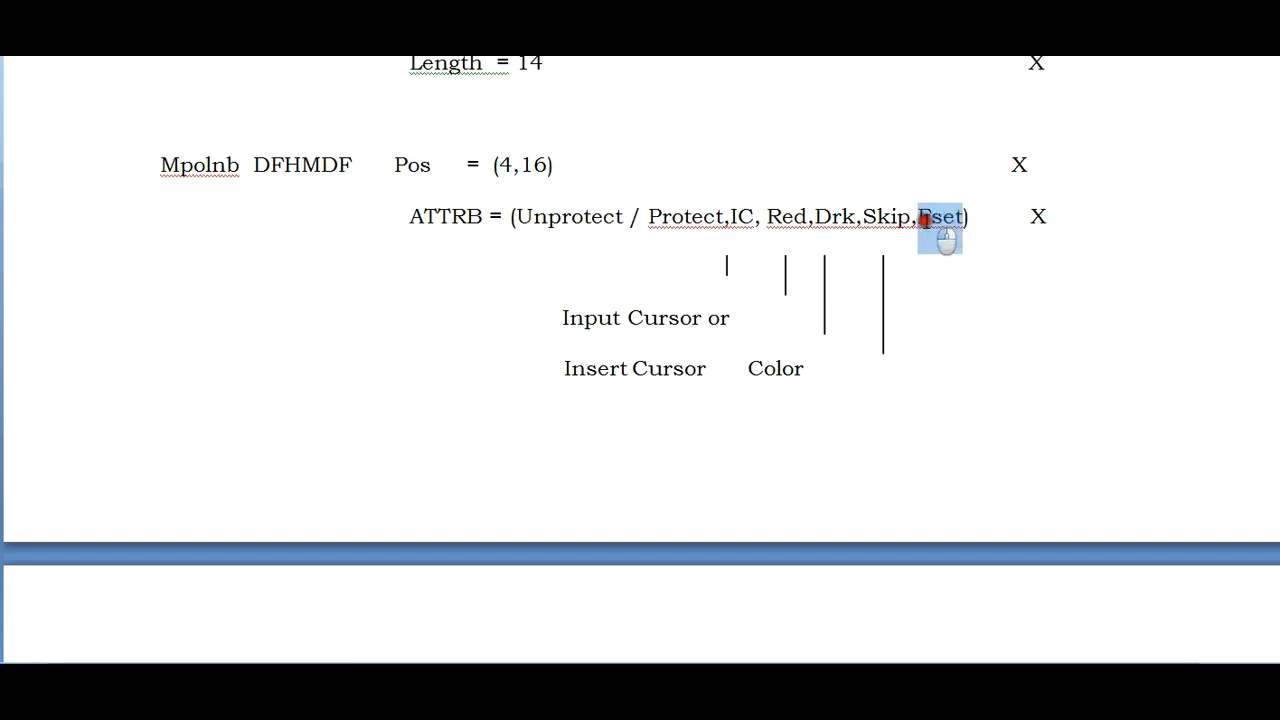 Length = 14 X
Mpolnb DFHMDF Pos = (4,16) X
ATTRB = (Unprotect / Protect,IC, Red,Drk,Skip,Fset) X
Input Cursor or
Insert Cursor Color